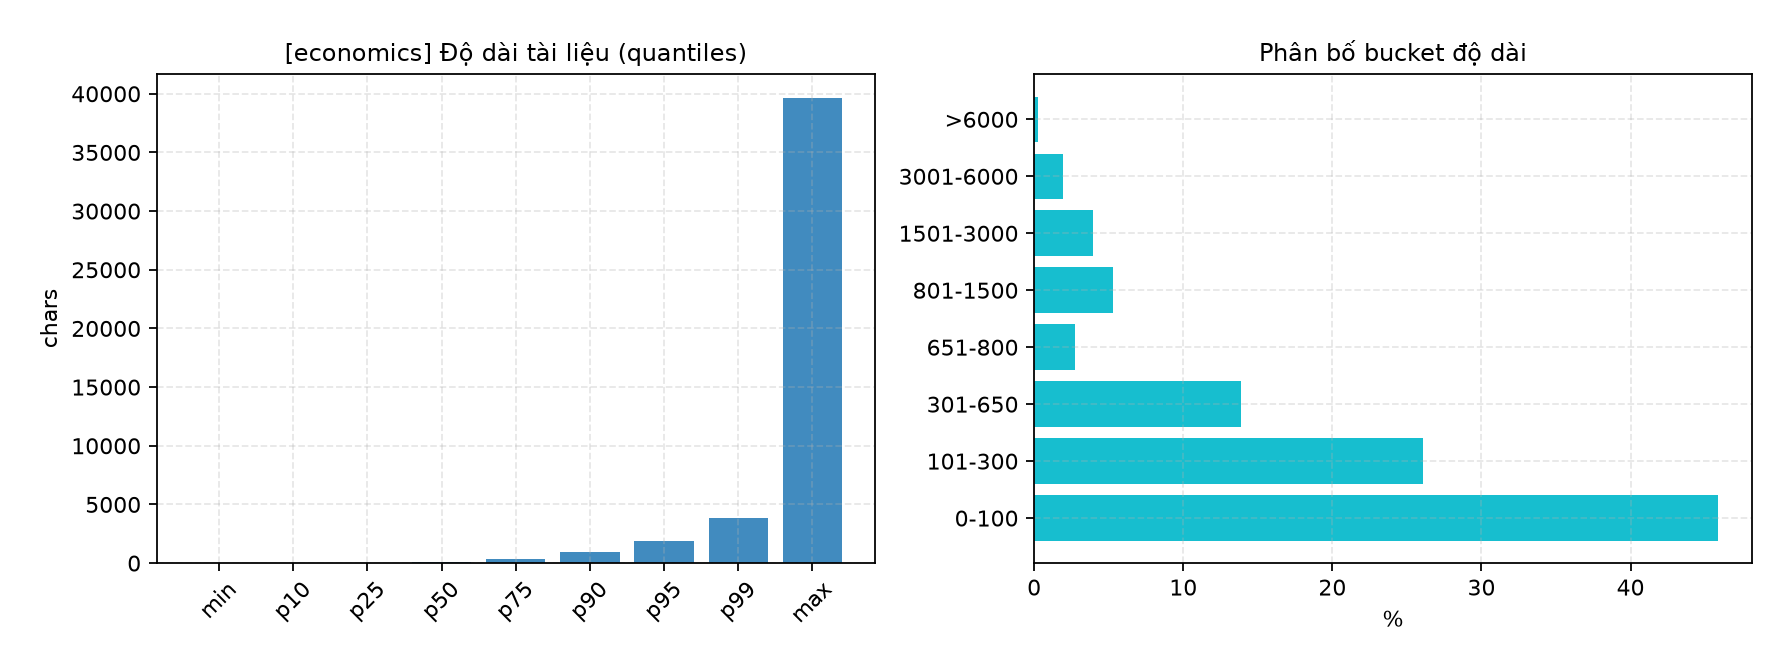 [economics] Độ dài tài liệu (quantiles)
chars
40000
35000
30000
25000
20000
15000
10000
5000
0
min
p10
p25
p50
p75
p90
p95
p99
max
Phân bố bucket độ dài
>6000
3001-6000
1501-3000
801-1500
651-800
301-650
101-300
0-100
0
10
20
30
40
%